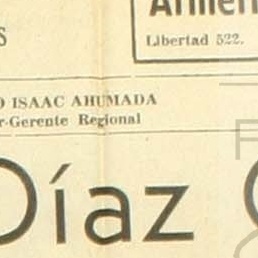 Libertad 522.
O ISAAC AHUMADA
r-Gerente Regional
Díaz